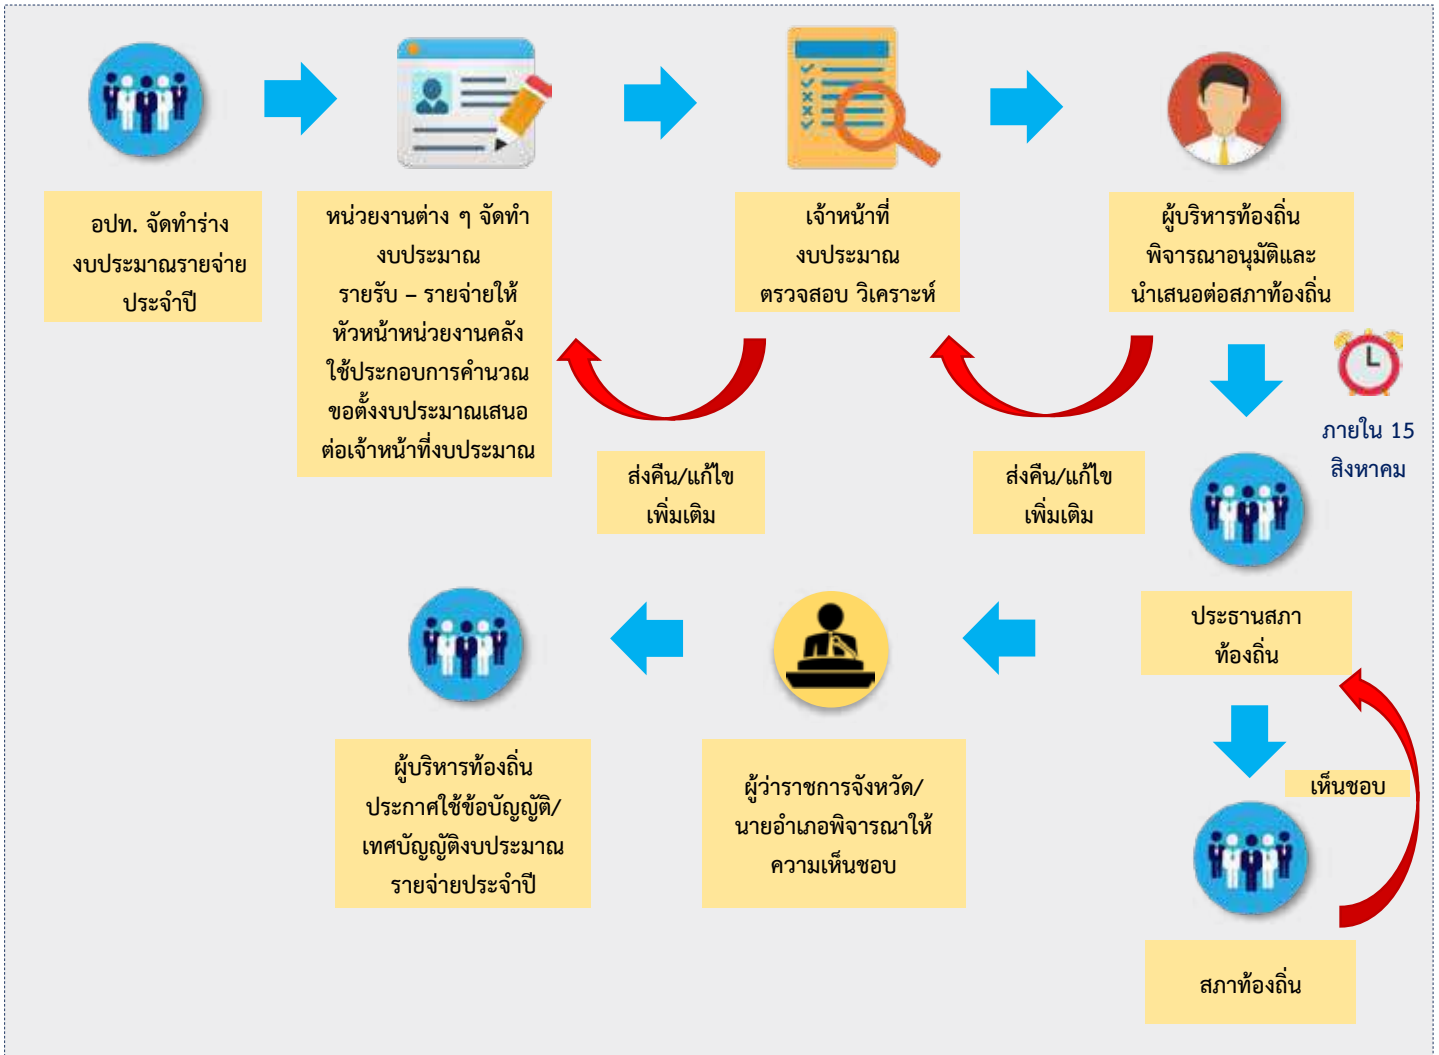 อปท. จัดทำร่าง
งบประมาณรายจ่าย
ประจำปี
หน่วยงานต่าง ๆ จัดทำ
งบประมาณ
รายรับ – รายจ่ายให้
หัวหน้าหน่วยงานคลัง
ใช้ประกอบการคำนวณ
ขอตั้งงบประมาณเสนอ
ต่อเจ้าหน้าที่งบประมาณ
เจ้าหน้าที่
งบประมาณ
ตรวจสอบ วิเคราะห์
ผู้บริหารท้องถิ่น
พิจารณาอนุมัติและ
นำเสนอต่อสภาท้องถิ่น
ส่งคืน/แก้ไข
เพิ่มเติม
ส่งคืน/แก้ไข
เพิ่มเติม
ภายใน 15
สิงหาคม
ประธานสภา
ท้องถิ่น
เห็นชอบ
สภาท้องถิ่น
ผู้ว่าราชการจังหวัด/
นายอำเภอพิจารณาให้
ความเห็นชอบ
ผู้บริหารท้องถิ่น
ประกาศใช้ข้อบัญญัติ/
เทศบัญญัติงบประมาณ
รายจ่ายประจำปี